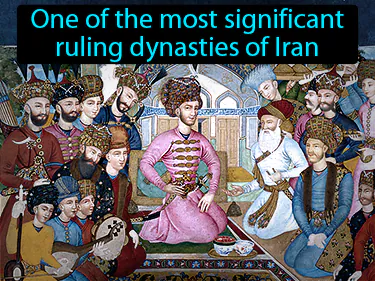 One of the most significant
ruling dynasties of Iran